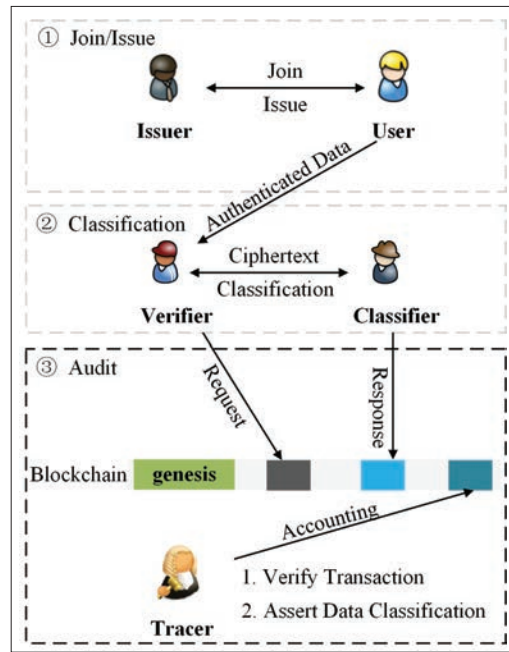 ① Join/Issue
Join
Issue
Issuer
User
Authenticated Data
② Classification
Ciphertext
Classification
Verifier
Classifier
③ Audit
Request
Response
Blockchain
genesis
Accounting
1. Verify Transaction
2. Assert Data Classification
Tracer